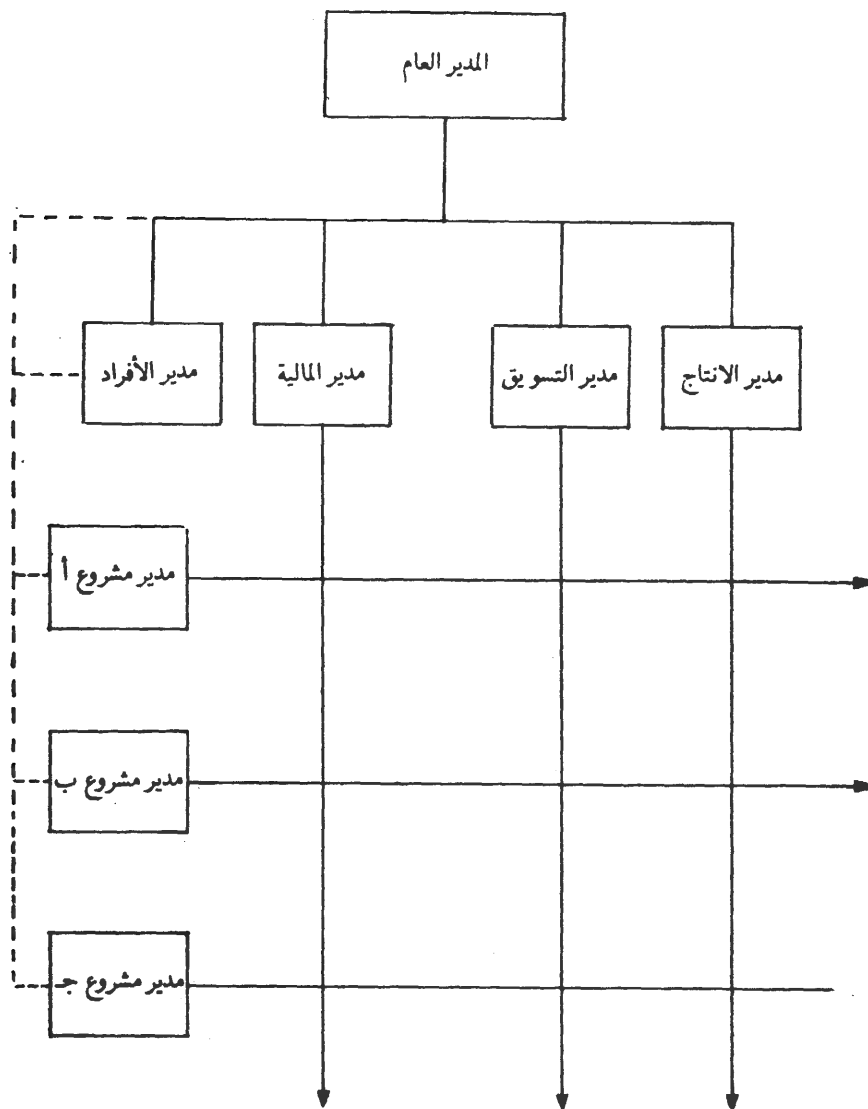 المدير العام
مدير الانتاج
مدير التسويق
مدير المالية
مدير الأفراد
مدير مشروع أ
مدير مشروع ب
مدير مشروع جـ